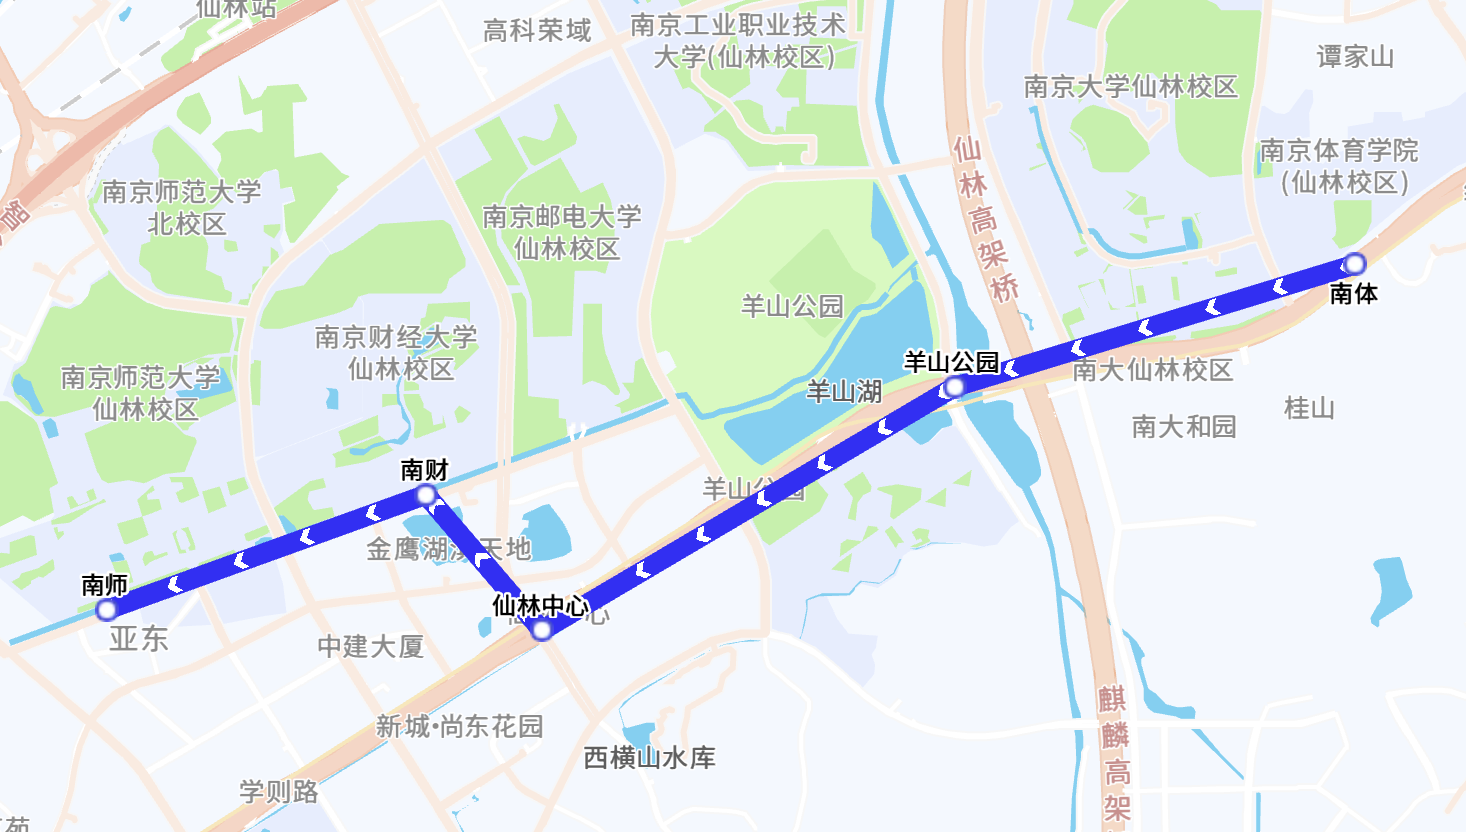 仙林站
高科荣域
南京工业职业技术
大学(仙林校区)
谭家山
南京大学仙林校区
仙林高架桥
南京体育学院
(仙林校区)
智
南京师范大学
北校区
南京邮电大学
仙林校区
羊山公园
南体
南京财经大学
仙林校区
羊山公园
南京师范大学
仙林校区
羊山湖
南大仙林校区
桂山
南大和园
南财
羊山公园
金鹰湖滨天地
南师
仙林中心
心
亚东
中建大厦
麒麟高架
新城·尚东花园
西横山水库
学则路
苑